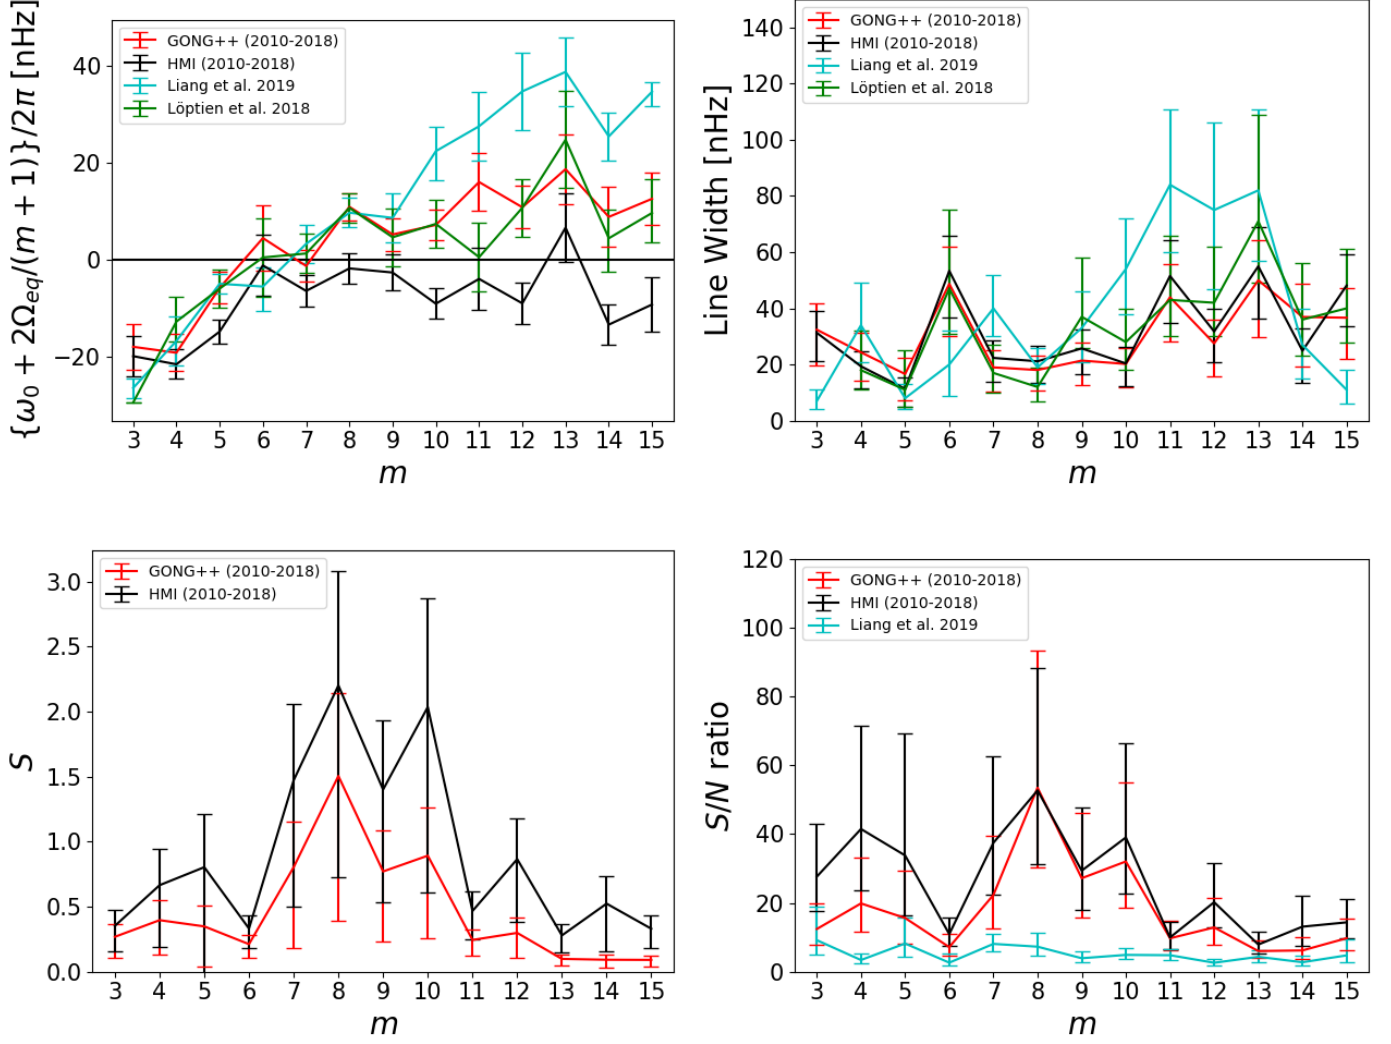 {ω₀ + 2Ω_eq/(m + 1)}/2π [nHz]
GONG++ (2010-2018)
HMI (2010-2018)
Liang et al. 2019
Löptien et al. 2018
40
20
0
−20
3 4 5 6 7 8 9 10 11 12 13 14 15
m
Line Width [nHz]
GONG++ (2010-2018)
HMI (2010-2018)
Liang et al. 2019
Löptien et al. 2018
140
120
100
80
60
40
20
0
3 4 5 6 7 8 9 10 11 12 13 14 15
m
S
GONG++ (2010-2018)
HMI (2010-2018)
3.0
2.5
2.0
1.5
1.0
0.5
0.0
3 4 5 6 7 8 9 10 11 12 13 14 15
m
S/N ratio
GONG++ (2010-2018)
HMI (2010-2018)
Liang et al. 2019
120
100
80
60
40
20
0
3 4 5 6 7 8 9 10 11 12 13 14 15
m